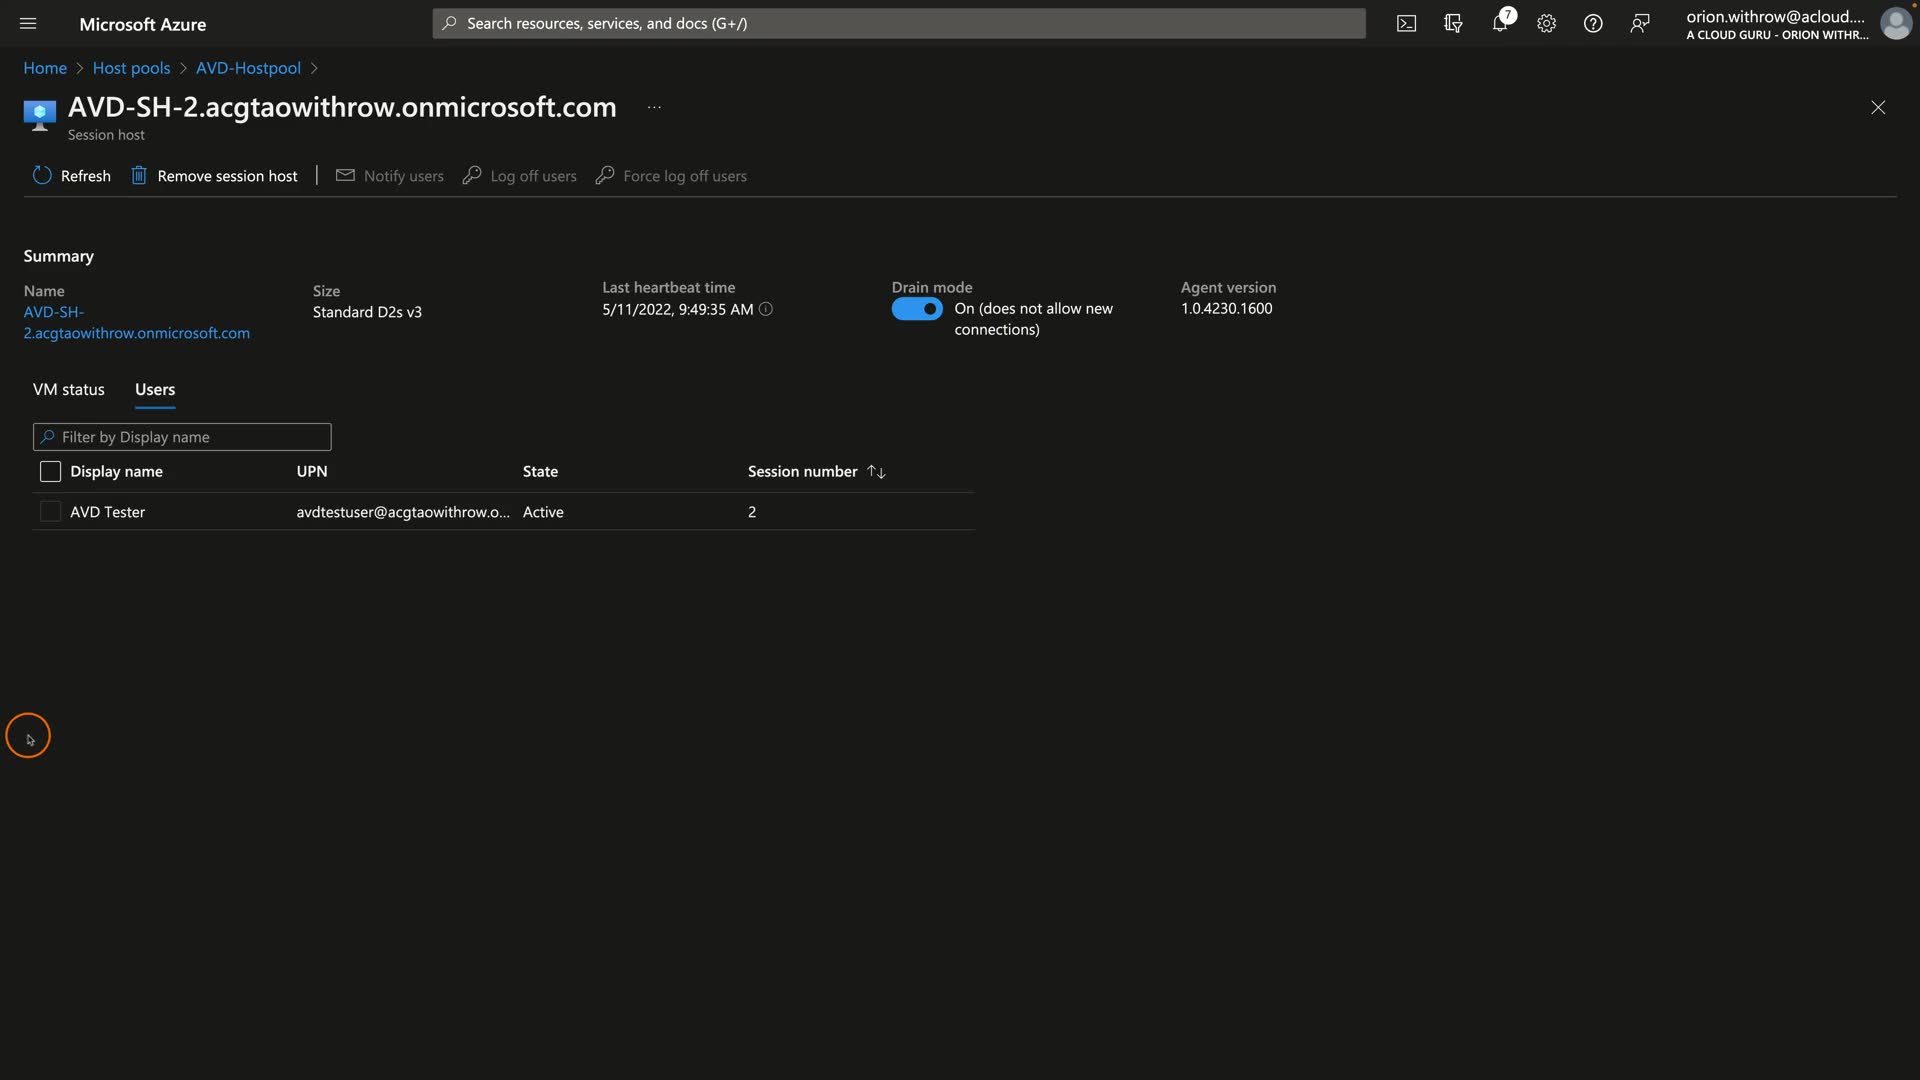 Microsoft Azure
Search resources, services, and docs (G+/)
7
orion.withrow@acloud....
A CLOUD GURU - ORION WITHR...
Home > Host pools > AVD-Hostpool >
AVD-SH-2.acgtaowithrow.onmicrosoft.com ...
Session host
Refresh
Remove session host
Notify users
Log off users
Force log off users
Summary
Name
AVD-SH-
2.acgtaowithrow.onmicrosoft.com
Size
Standard D2s v3
Last heartbeat time
5/11/2022, 9:49:35 AM
Drain mode
On (does not allow new
connections)
Agent version
1.0.4230.1600
VM status
Users
Filter by Display name
Display name UPN State Session number
AVD Tester avdtestuser@acgtaowithrow.o... Active 2